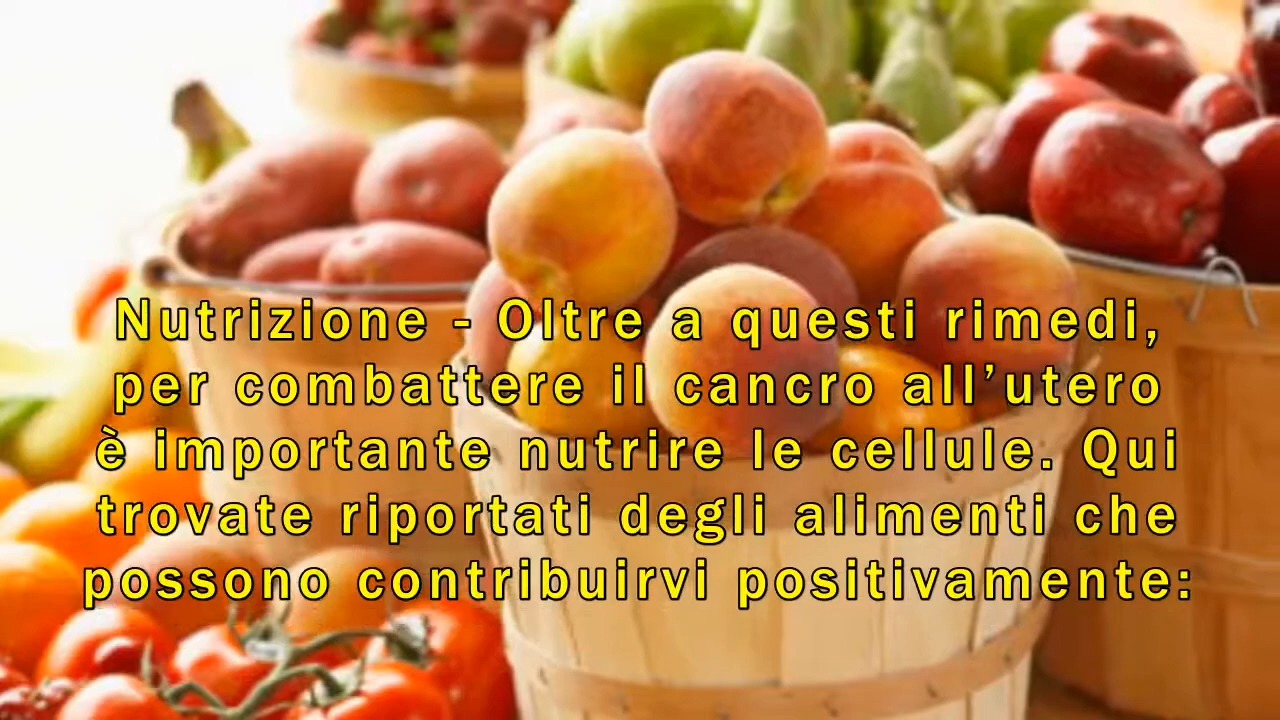 Nutrizione - Oltre a questi rimedi,
per combattere il cancro all’utero
è importante nutrire le cellule. Qui
trovate riportati degli alimenti che
possono contribuirvi positivamente: